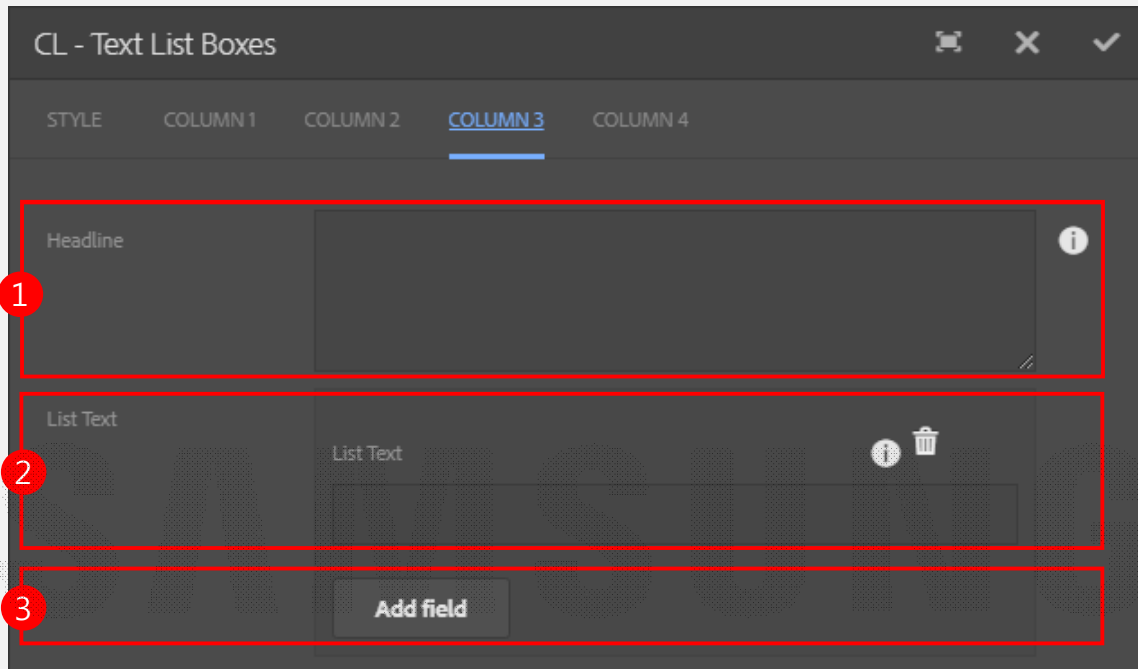 CL - Text List Boxes
STYLE COLUMN 1 COLUMN 2 COLUMN 3 COLUMN 4
Headline
1
List Text
List Text
2
SAMSUNG
3
Add field